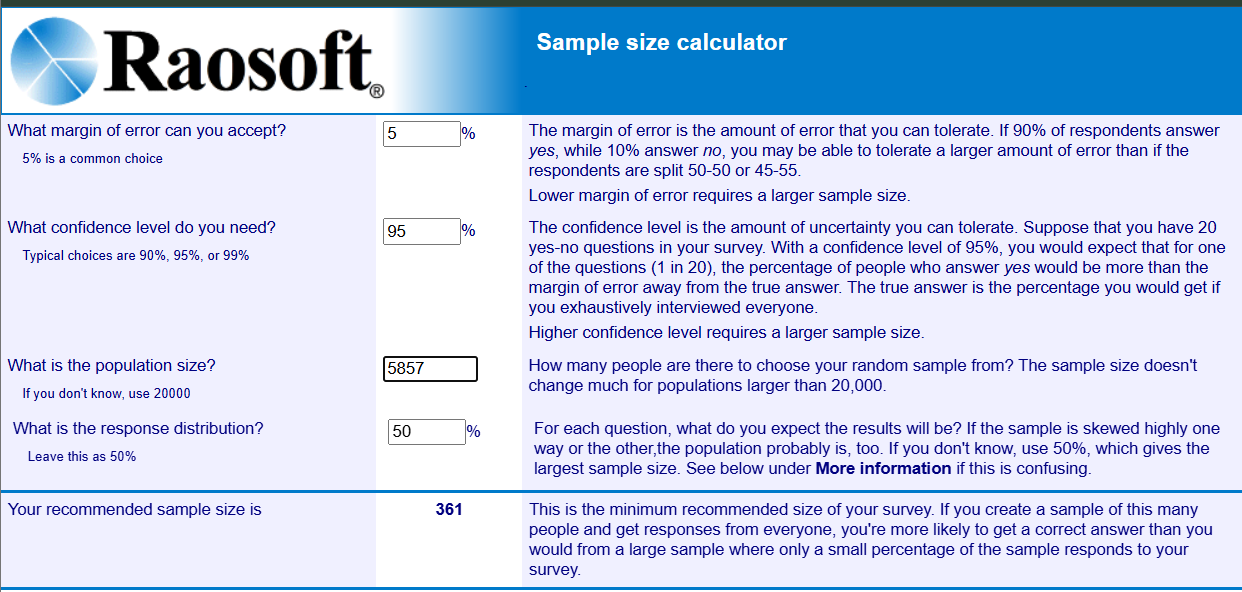 Raosoft®
Sample size calculator
What margin of error can you accept?
5% is a common choice
5 %
The margin of error is the amount of error that you can tolerate. If 90% of respondents answer
yes, while 10% answer no, you may be able to tolerate a larger amount of error than if the
respondents are split 50-50 or 45-55.
Lower margin of error requires a larger sample size.
What confidence level do you need?
Typical choices are 90%, 95%, or 99%
95 %
The confidence level is the amount of uncertainty you can tolerate. Suppose that you have 20
yes-no questions in your survey. With a confidence level of 95%, you would expect that for one
of the questions (1 in 20), the percentage of people who answer yes would be more than the
margin of error away from the true answer. The true answer is the percentage you would get if
you exhaustively interviewed everyone.
Higher confidence level requires a larger sample size.
What is the population size?
If you don't know, use 20000
5857
How many people are there to choose your random sample from? The sample size doesn't
change much for populations larger than 20,000.
What is the response distribution?
Leave this as 50%
50 %
For each question, what do you expect the results will be? If the sample is skewed highly one
way or the other,the population probably is, too. If you don't know, use 50%, which gives the
largest sample size. See below under More information if this is confusing.
Your recommended sample size is
361
This is the minimum recommended size of your survey. If you create a sample of this many
people and get responses from everyone, you're more likely to get a correct answer than you
would from a large sample where only a small percentage of the sample responds to your
survey.